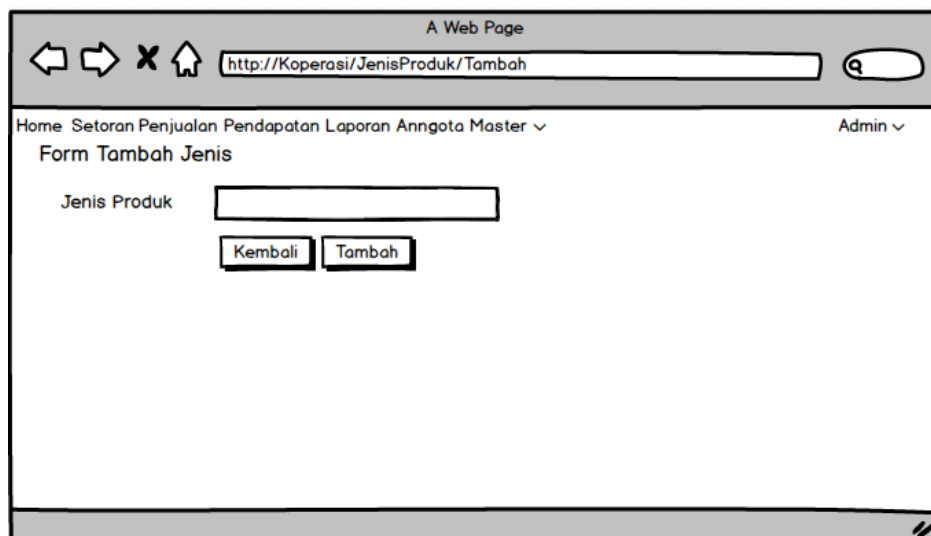 A Web Page
http://Koperasi/JenisProduk/Tambah
Home Setoran Penjualan Pendapatan Laporan Anngota Master Admin
Form Tambah Jenis
Jenis Produk
Kembali Tambah